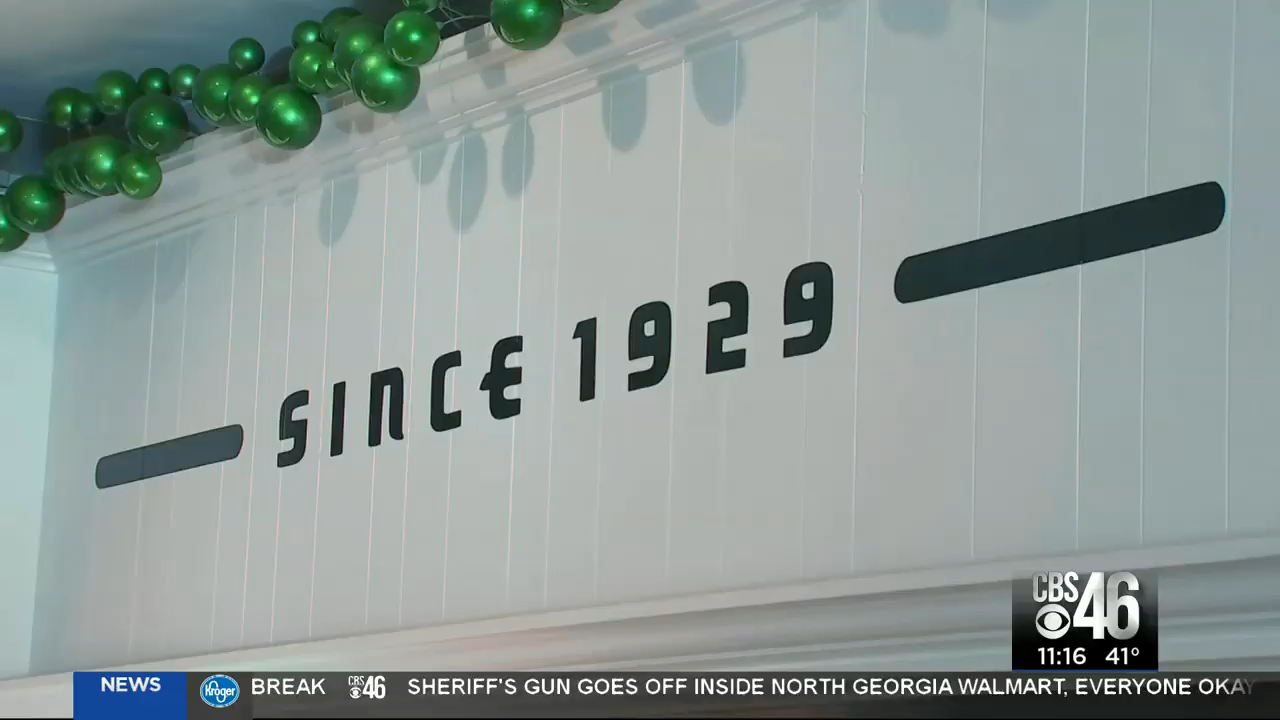 SINCE 1929
CBS 46
11:16 41°
NEWS Kroger BREAK CBS 46 SHERIFF'S GUN GOES OFF INSIDE NORTH GEORGIA WALMART, EVERYONE OKAY